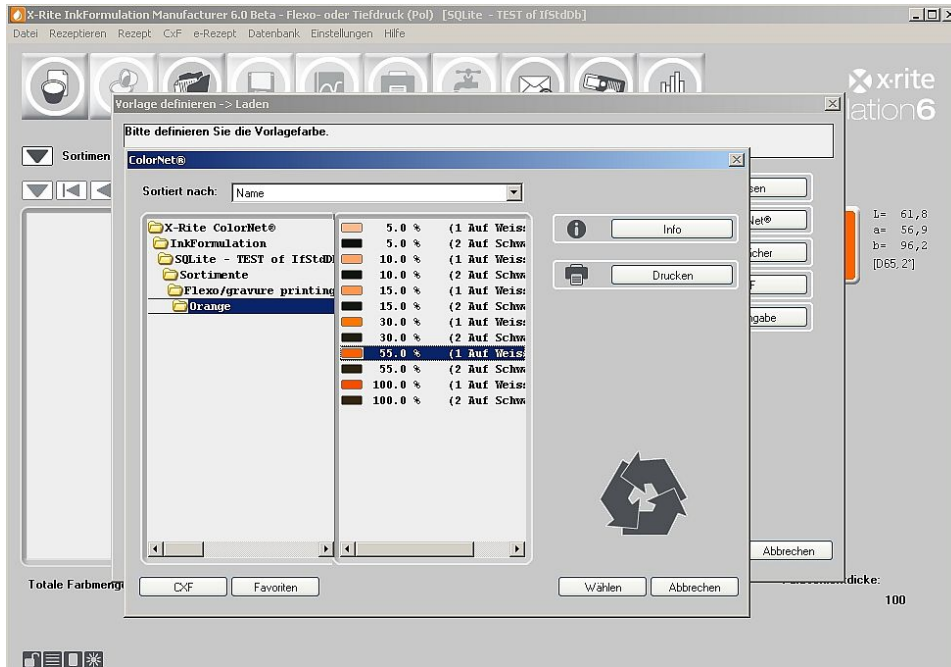 X-Rite InkFormulation Manufacturer 6.0 Beta - Flexo- oder Tiefdruck (Pol) [SQLite - TEST of IfStdDb]
Datei Rezeptieren Rezept CxF e-Rezept Datenbank Einstellungen Hilfe
x·rite
lation6
Vorlage definieren -> Laden
Bitte definieren Sie die Vorlagefarbe.
Sortimen
ColorNet®
Sortiert nach: Name
X-Rite ColorNet®
InkFormulation
SQLite - TEST of IfStdD
Sortimente
Flexo/gravure printing
Orange
5.0 % (1 Auf Weis
5.0 % (2 Auf Schw
10.0 % (1 Auf Weis
10.0 % (2 Auf Schw
15.0 % (1 Auf Weis
15.0 % (2 Auf Schw
30.0 % (1 Auf Weis
30.0 % (2 Auf Schw
55.0 % (1 Auf Weis
55.0 % (2 Auf Schw
100.0 % (1 Auf Weis
100.0 % (2 Auf Schw
Info
Drucken
sen
Net®
icher
F
gabe
L= 61,8
a= 56,9
b= 96,2
[D65, 2°]
Abbrechen
CXF Favoriten Wählen Abbrechen
Totale Farbmenge
dicke:
100